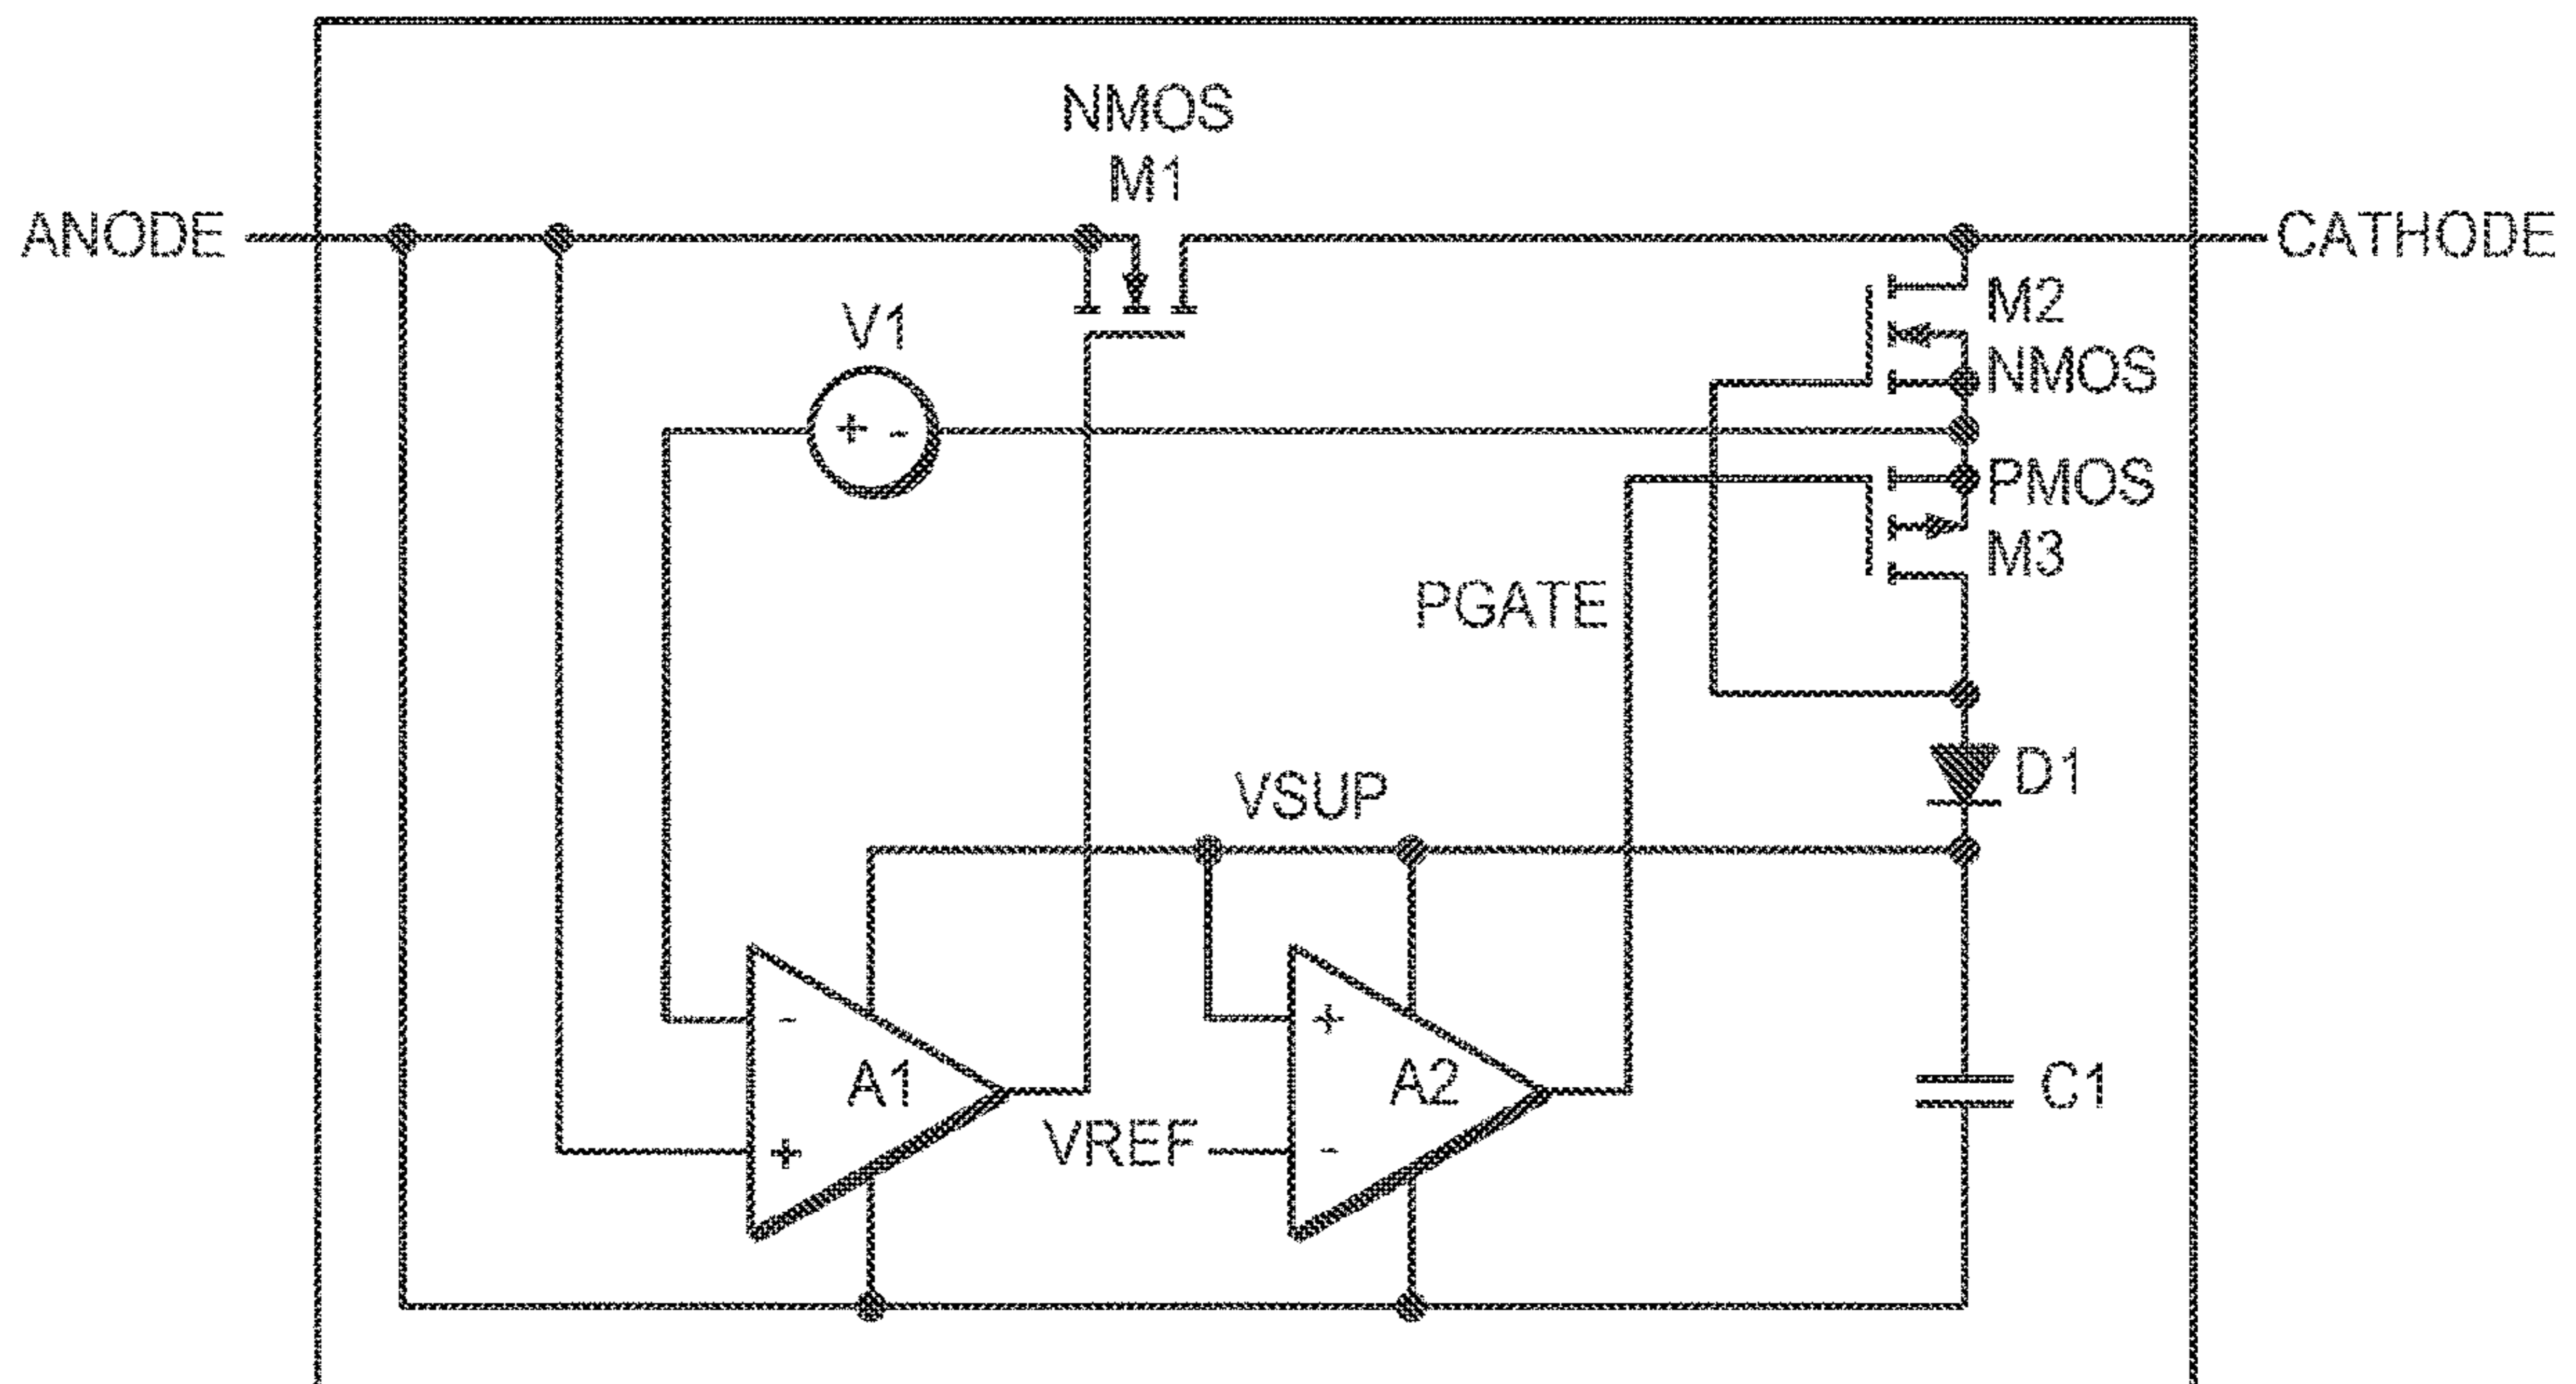 NMOS
M1
ANODE
CATHODE
V1
+ -
M2
NMOS
PMOS
M3
PGATE
D1
VSUP
-
A1
+
+
A2
VREF
-
C1